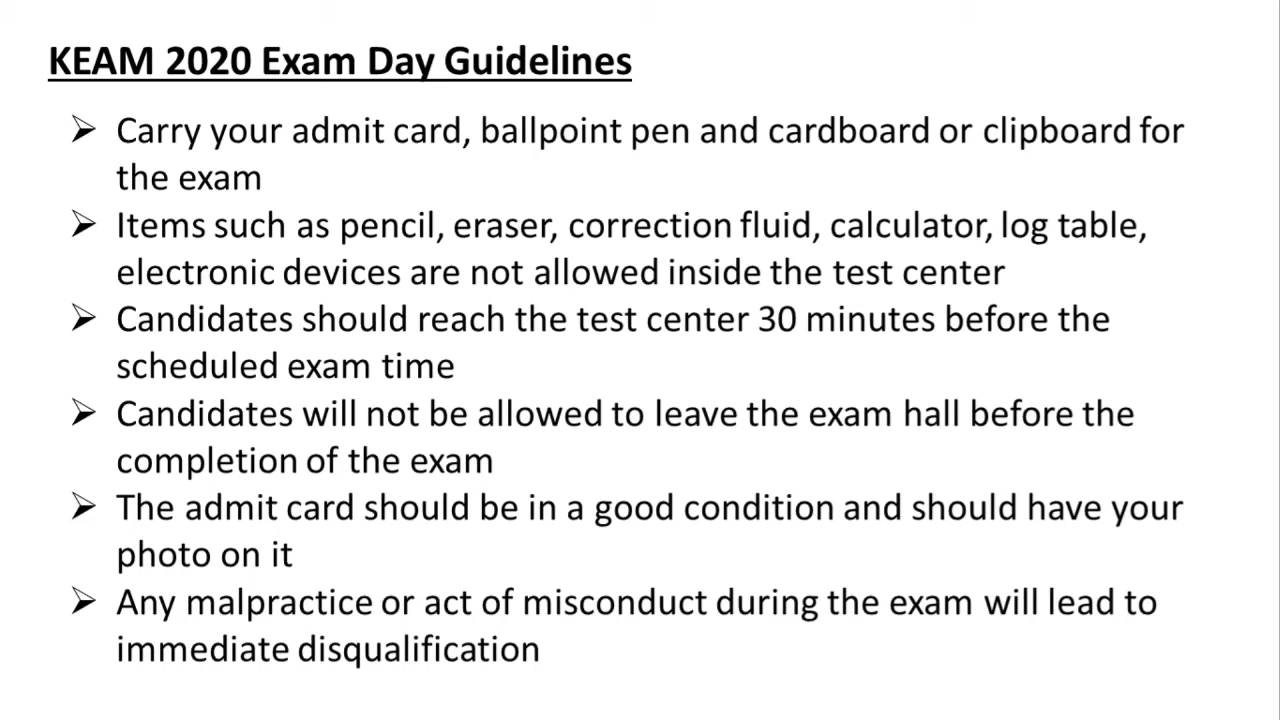 KEAM 2020 Exam Day Guidelines
➢ Carry your admit card, ballpoint pen and cardboard or clipboard for
the exam
➢ Items such as pencil, eraser, correction fluid, calculator, log table,
electronic devices are not allowed inside the test center
➢ Candidates should reach the test center 30 minutes before the
scheduled exam time
➢ Candidates will not be allowed to leave the exam hall before the
completion of the exam
➢ The admit card should be in a good condition and should have your
photo on it
➢ Any malpractice or act of misconduct during the exam will lead to
immediate disqualification